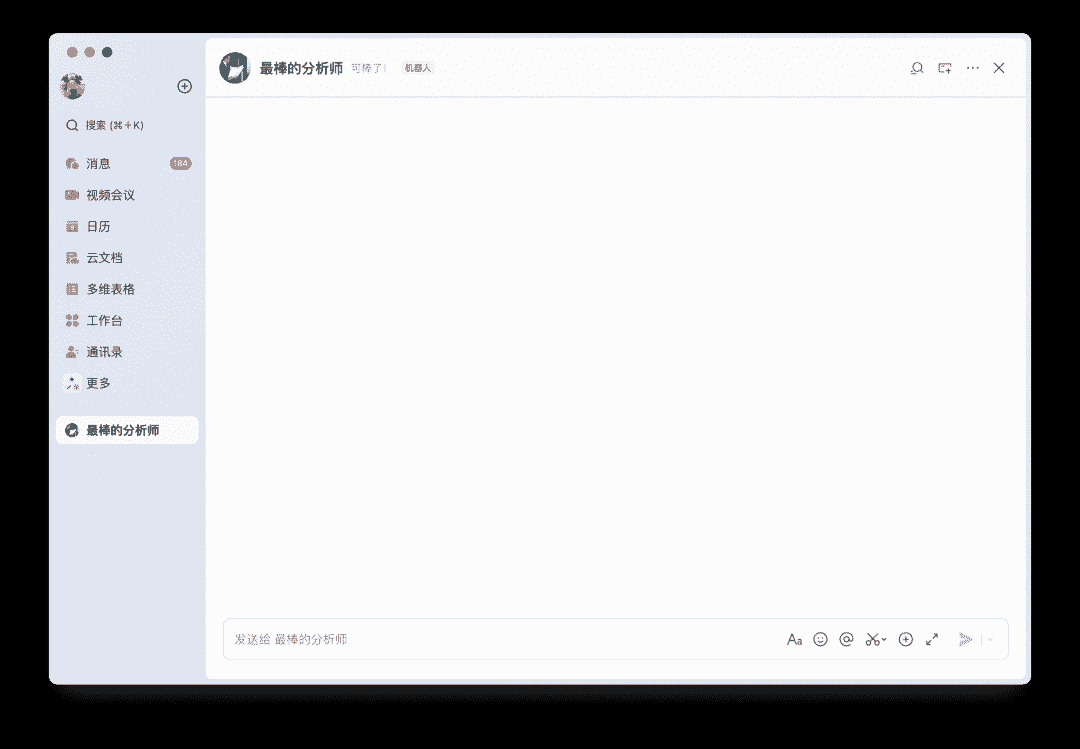 搜索 (⌘+K)
消息 184
视频会议
日历
云文档
多维表格
工作台
通讯录
更多
最棒的分析师
最棒的分析师 可棒了! 机器人
发送给 最棒的分析师
Aa